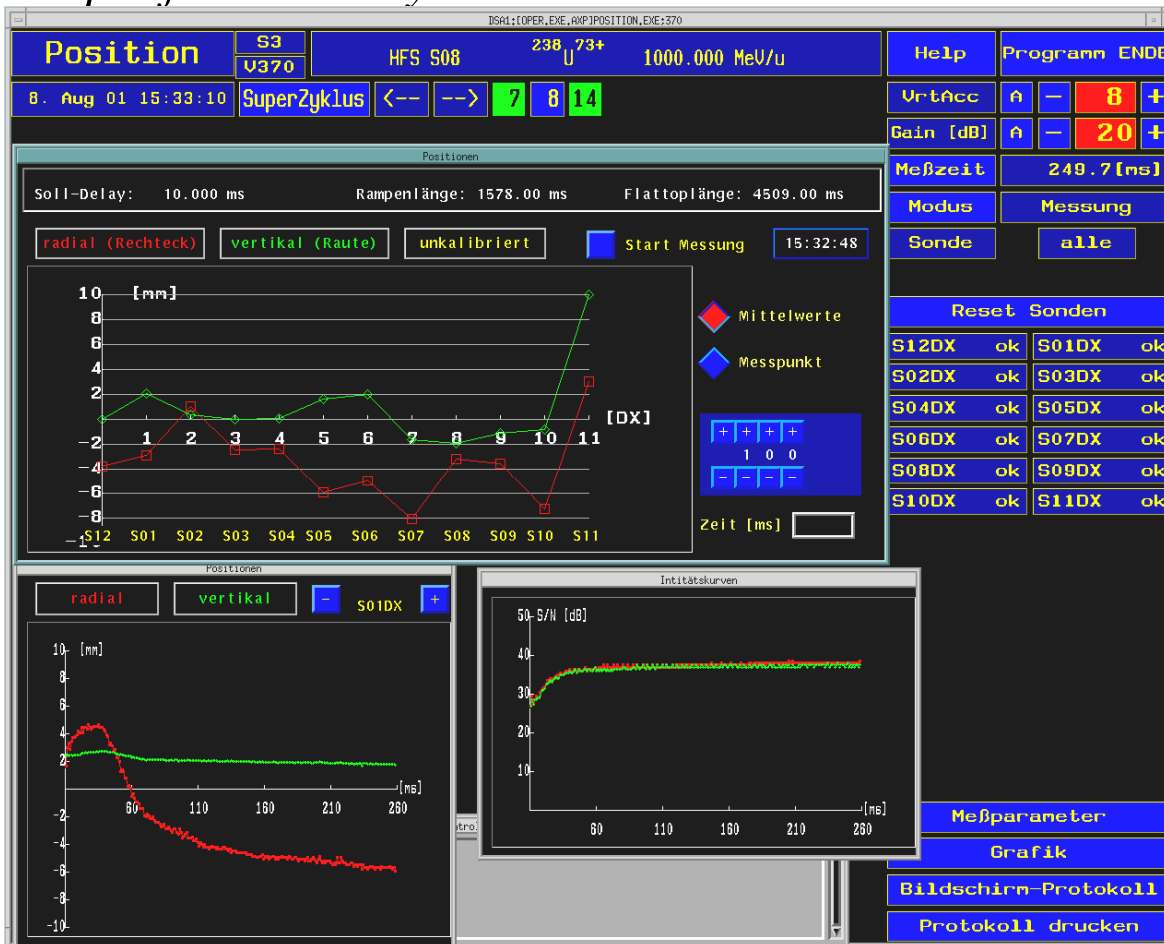 DSA1:[OPER,EXE,AXP]POSITION,EXE;370
Position
S3
V370
HFS S08 238 U 73+ 1000.000 MeV/u
Help
Programm ENDE
8. Aug 01 15:33:10
SuperZyklus <-- --> 7 8 14
VrtAcc A - 8 +
Gain [dB] A - 20 +
Meßzeit 249.7[ms]
Modus Messung
Sonde alle
Positionen
Soll-Delay: 10.000 ms Rampenlänge: 1578.00 ms Flattoplänge: 4509.00 ms
radial (Rechteck) vertikal (Raute) unkalibriert Start Messung 15:32:48
10 [mm]
8
6
4
2
[DX]
-2 1 2 3 4 5 6 7 8 9 10 11
-4
-6
-8
S12 S01 S02 S03 S04 S05 S06 S07 S08 S09 S10 S11
Mittelwerte
Messpunkt
+ + + +
1 0 0
- - - -
Zeit [ms]
Reset Sonden
S12DX ok S01DX ok
S02DX ok S03DX ok
S04DX ok S05DX ok
S06DX ok S07DX ok
S08DX ok S09DX ok
S10DX ok S11DX ok
Positionen
radial vertikal - S01DX +
10 [mm]
8
6
4
2
[ms]
60 110 160 210 260
-2
-4
-6
-8
-10
Intitätskurven
50 S/N [dB]
40
30
20
10
[ms]
60 110 160 210 260
Meßparameter
Grafik
Bildschirm-Protokoll
Protokoll drucken